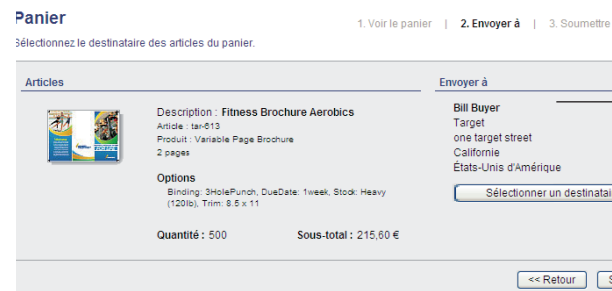 Panier
1. Voir le panier | 2. Envoyer à | 3. Soumettre
Sélectionnez le destinataire des articles du panier.
Articles
Envoyer à
Description : Fitness Brochure Aerobics
Article : tar-613
Produit : Variable Page Brochure
2 pages
Options
Binding: 3HolePunch, DueDate: 1week, Stock: Heavy
(120lb), Trim: 8.5 x 11
Quantité : 500 Sous-total : 215,60 €
Bill Buyer
Target
one target street
Californie
États-Unis d'Amérique
Sélectionner un destinatai
<< Retour
S